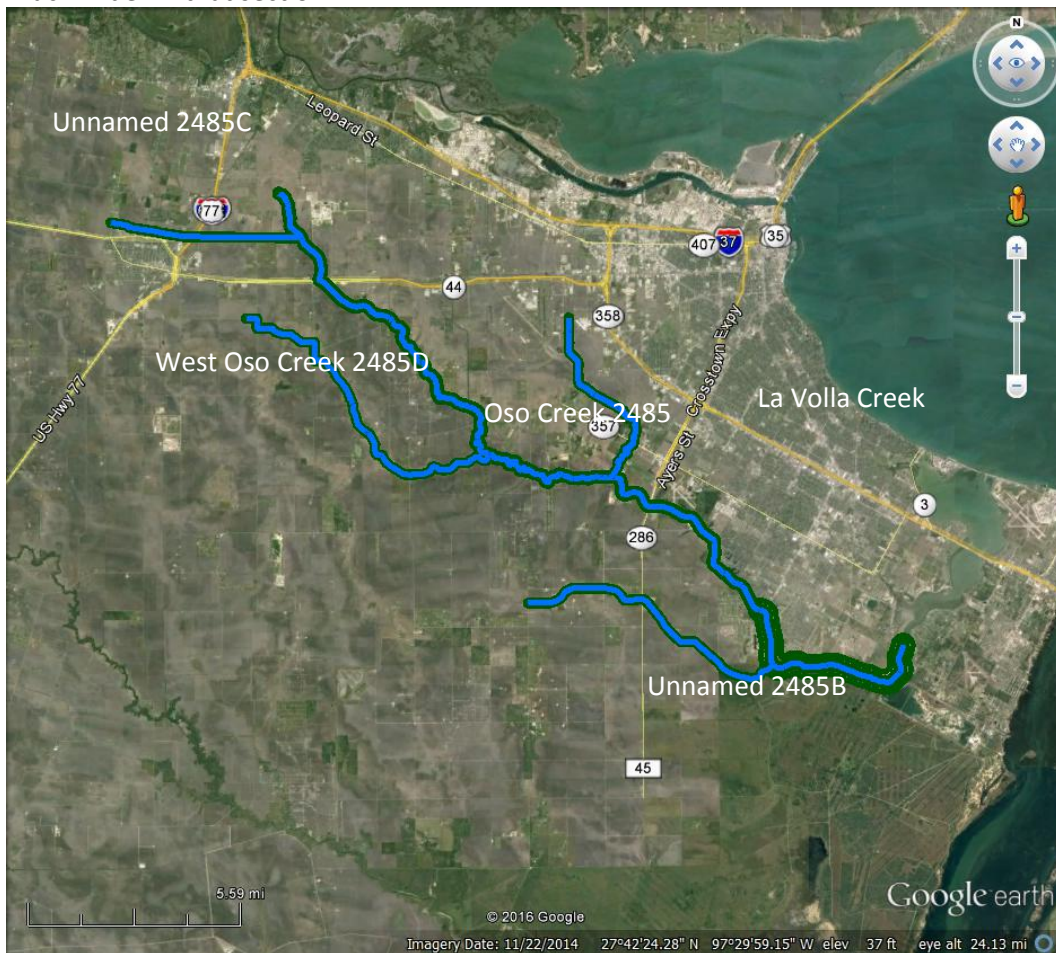 N
Unnamed 2485C
Leopard St
77
407
37
35
44
358
West Oso Creek 2485D
US Hwy 77
Oso Creek 2485
357
Ayers St
Crosstown Expy
La Volla Creek
3
286
Unnamed 2485B
45
5.59 mi
Google earth
© 2016 Google
Imagery Date: 11/22/2014 27°42'24.28" N 97°29'59.15" W elev 37 ft eye alt 24.13 mi